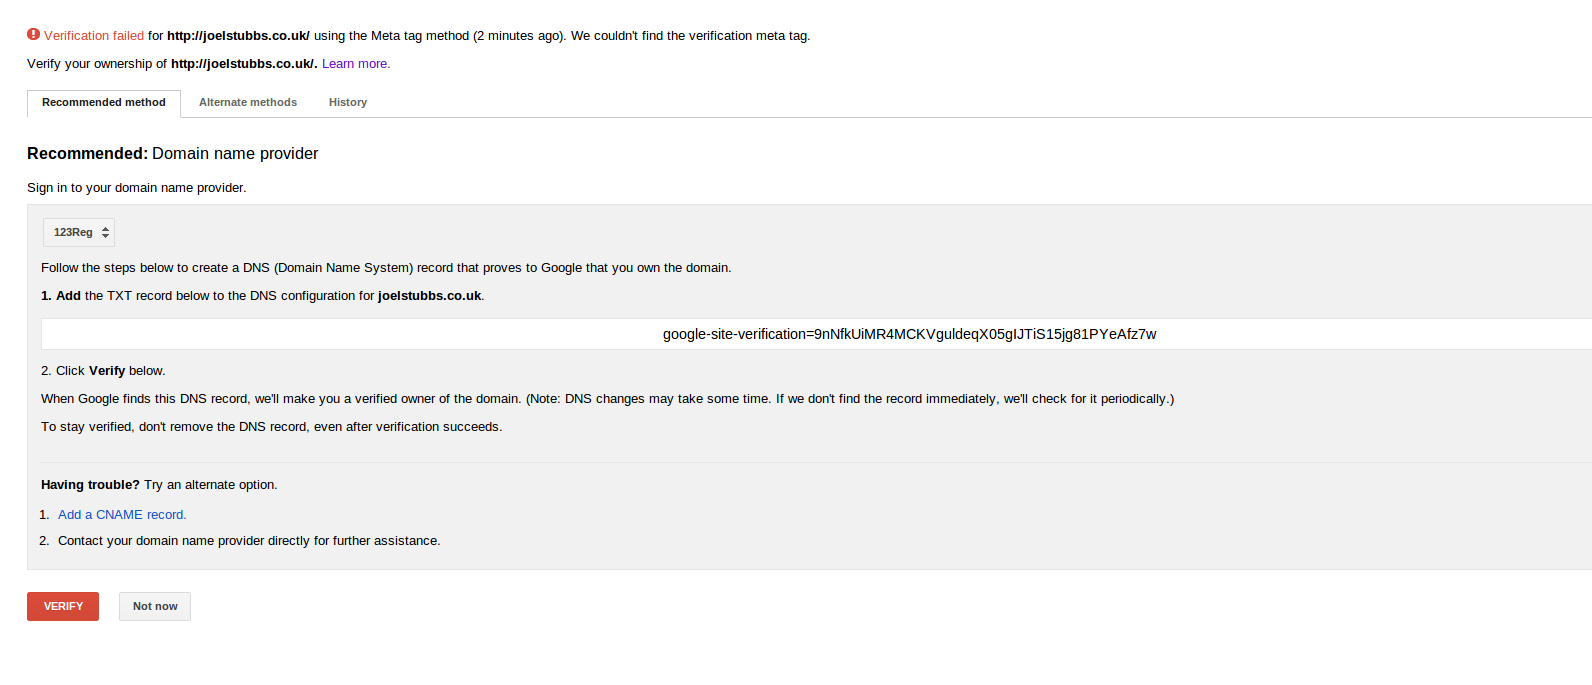 Verification failed for http://joelstubbs.co.uk/ using the Meta tag method (2 minutes ago). We couldn't find the verification meta tag.
Verify your ownership of http://joelstubbs.co.uk/. Learn more.
Recommended method Alternate methods History
Recommended: Domain name provider
Sign in to your domain name provider.
123Reg
Follow the steps below to create a DNS (Domain Name System) record that proves to Google that you own the domain.
1. Add the TXT record below to the DNS configuration for joelstubbs.co.uk.
google-site-verification=9nNfkUiMR4MCKVguldeqX05gIJTiS15jg81PYeAfz7w
2. Click Verify below.
When Google finds this DNS record, we'll make you a verified owner of the domain. (Note: DNS changes may take some time. If we don't find the record immediately, we'll check for it periodically.)
To stay verified, don't remove the DNS record, even after verification succeeds.
Having trouble? Try an alternate option.
1. Add a CNAME record.
2. Contact your domain name provider directly for further assistance.
VERIFY Not now